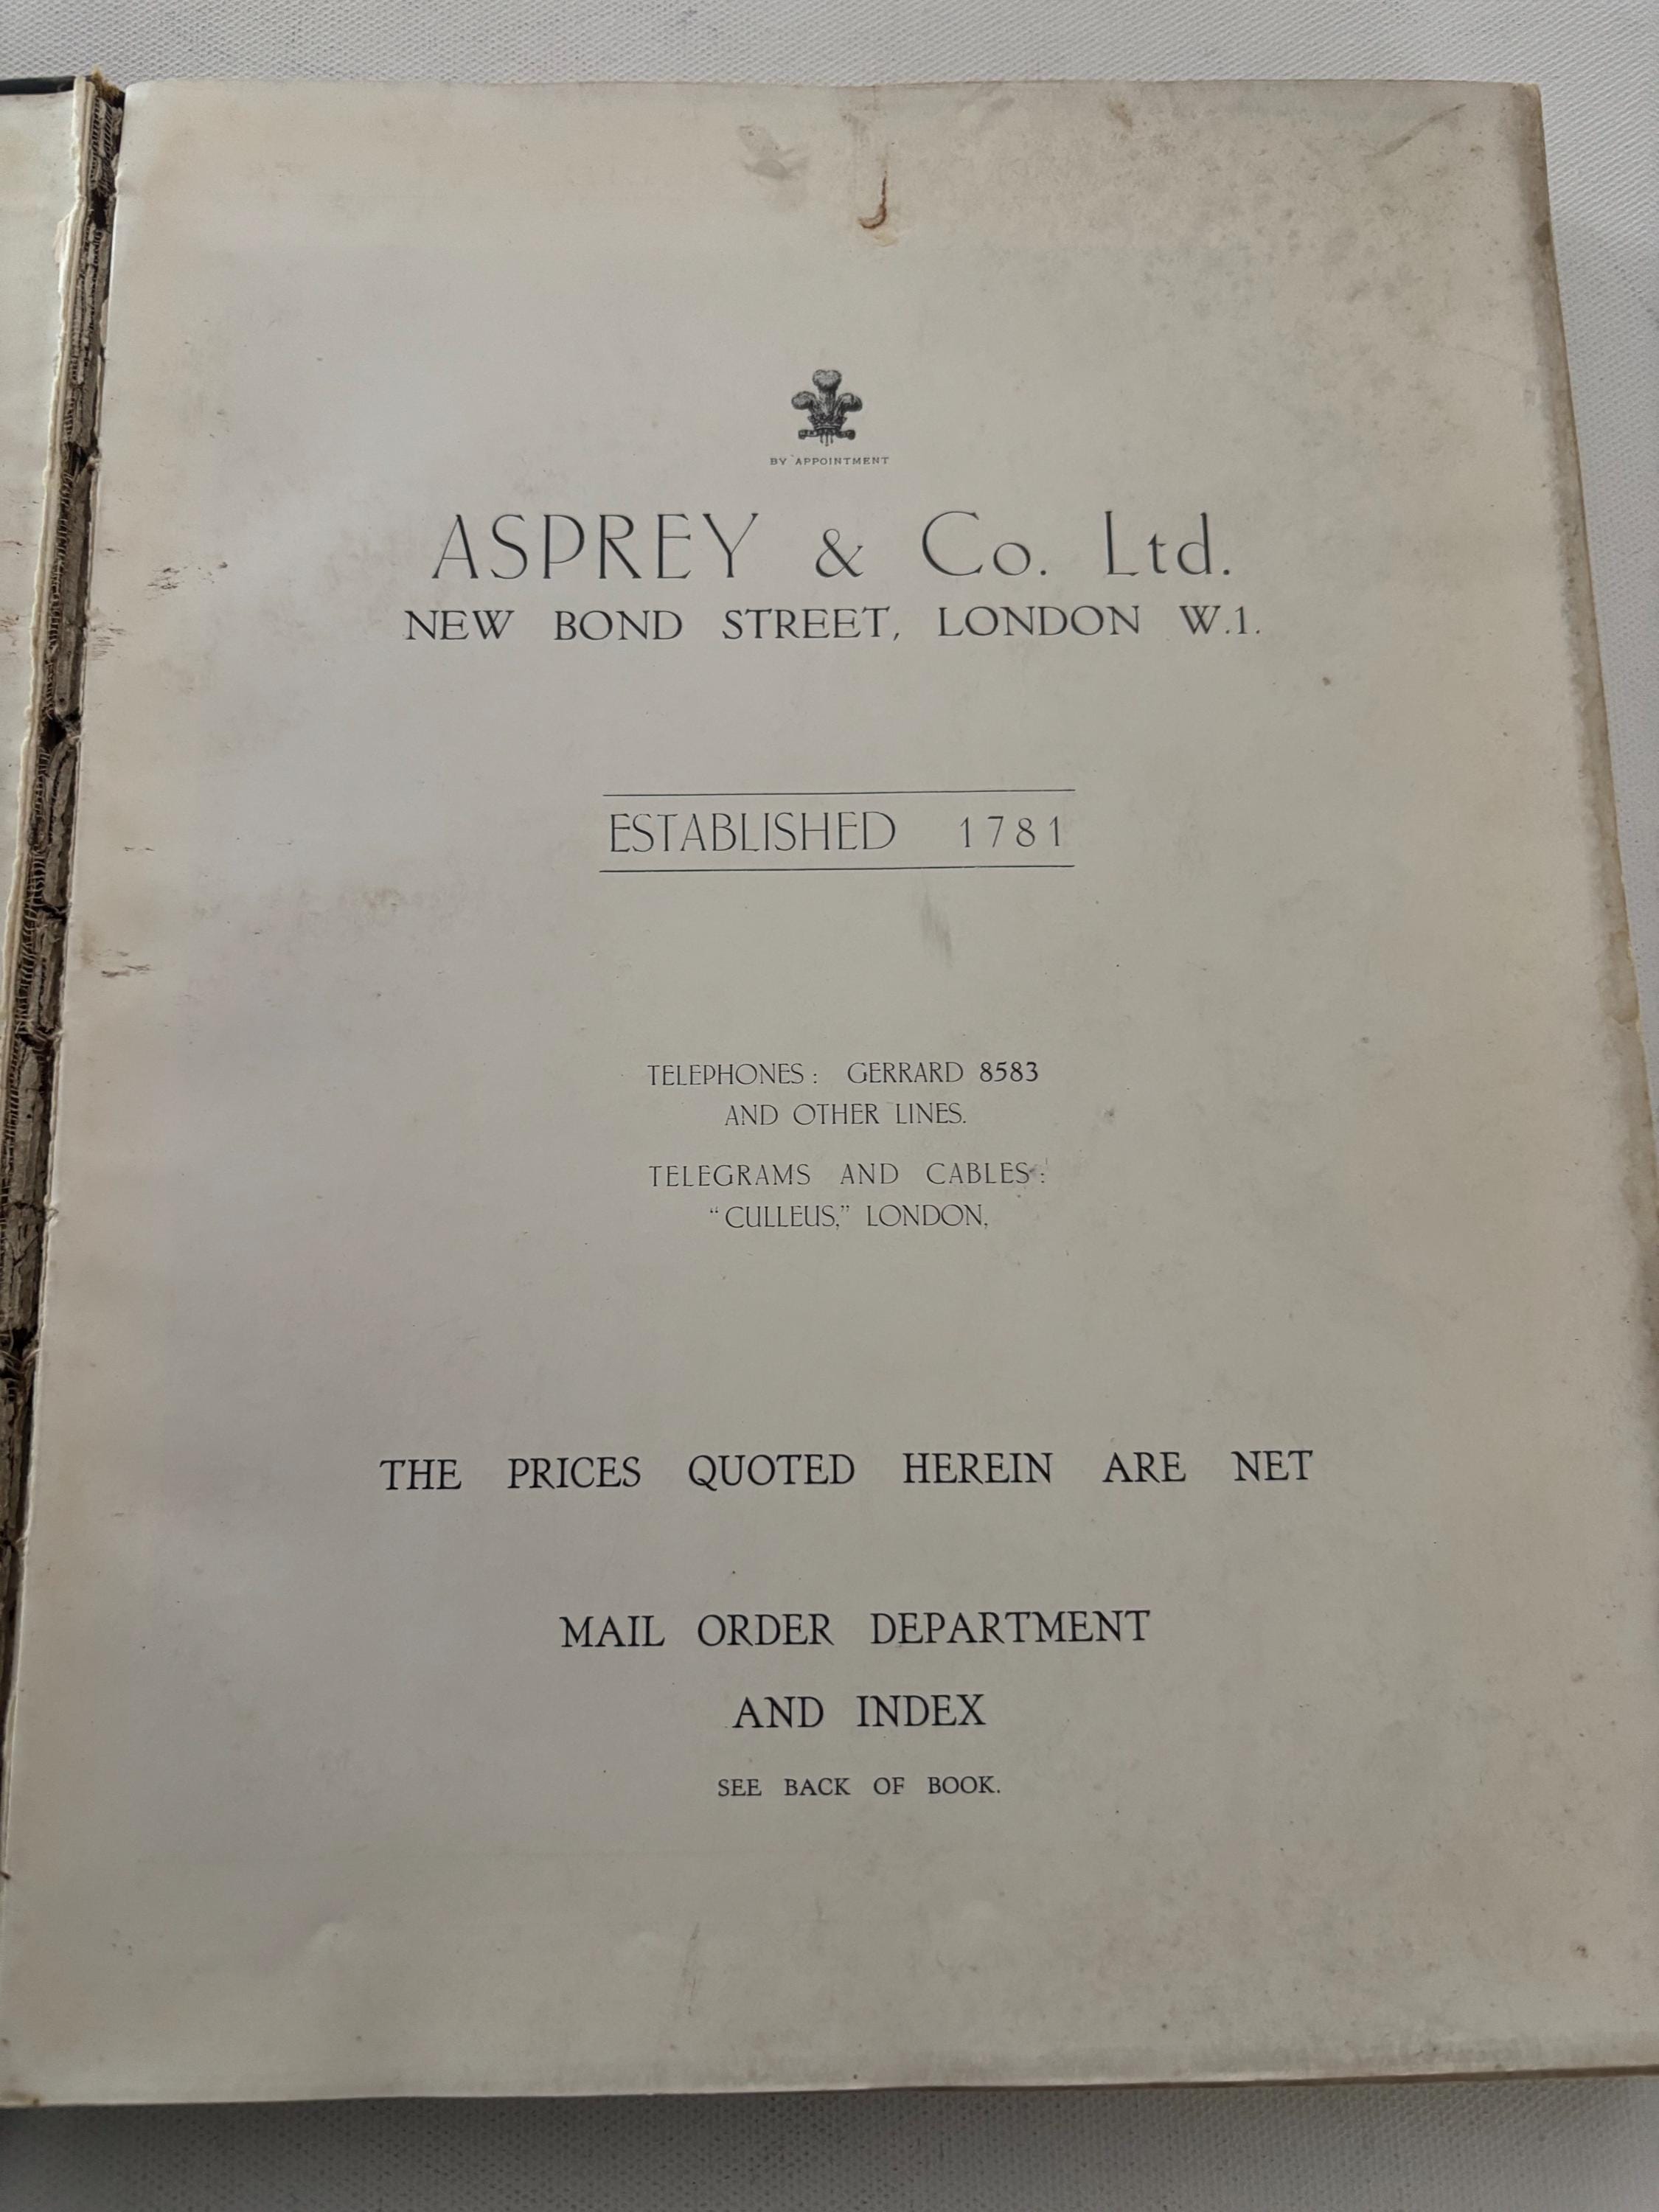 BY APPOINTMENT
ASPREY & Co. Ltd.
NEW BOND STREET, LONDON W.1.
ESTABLISHED 1781
TELEPHONES: GERRARD 8583
AND OTHER LINES.
TELEGRAMS AND CABLES:
"CULLEUS," LONDON,
THE PRICES QUOTED HEREIN ARE NET
MAIL ORDER DEPARTMENT
AND INDEX
SEE BACK OF BOOK.